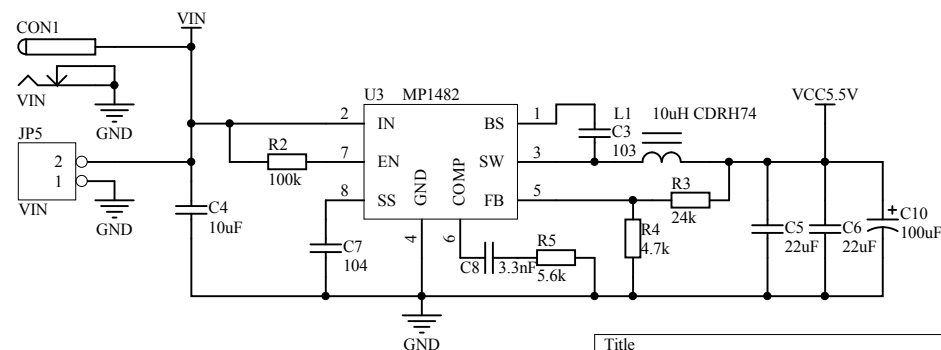 VIN
CON1
VIN
GND
JP5
2
1
VIN
GND
U3 MP1482
2 IN
7 EN
8 SS
GND
COMP
BS 1
SW 3
FB 5
4
6
R2
100k
C4
10uF
C7
104
C8 3.3nF
R5
5.6k
L1 10uH CDRH74
C3
103
R3
24k
R4
4.7k
VCC5.5V
C5
22uF
C6
22uF
+ C10
100uF
GND
Title